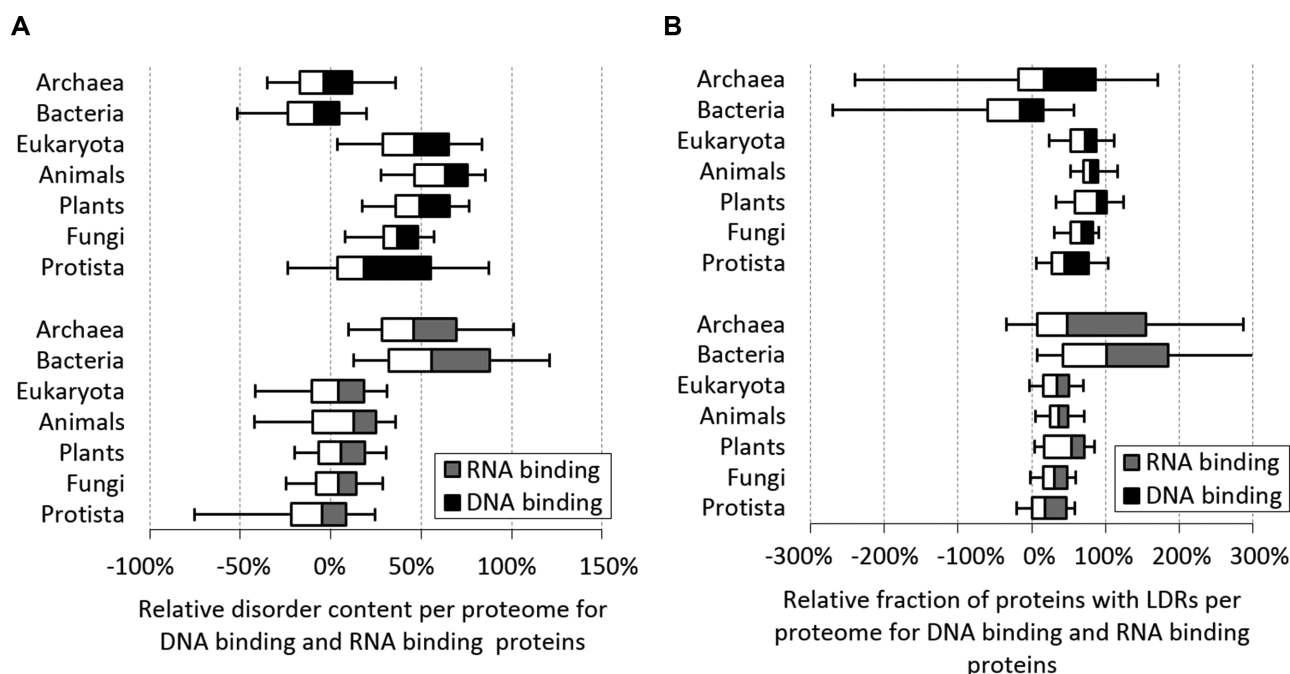 A
Archaea
Bacteria
Eukaryota
Animals
Plants
Fungi
Protista
Archaea
Bacteria
Eukaryota
Animals
Plants
Fungi
Protista
RNA binding
DNA binding
-100% -50% 0% 50% 100% 150%
Relative disorder content per proteome for
DNA binding and RNA binding proteins
B
Archaea
Bacteria
Eukaryota
Animals
Plants
Fungi
Protista
Archaea
Bacteria
Eukaryota
Animals
Plants
Fungi
Protista
RNA binding
DNA binding
-300% -200% -100% 0% 100% 200% 300%
Relative fraction of proteins with LDRs per
proteome for DNA binding and RNA binding
proteins